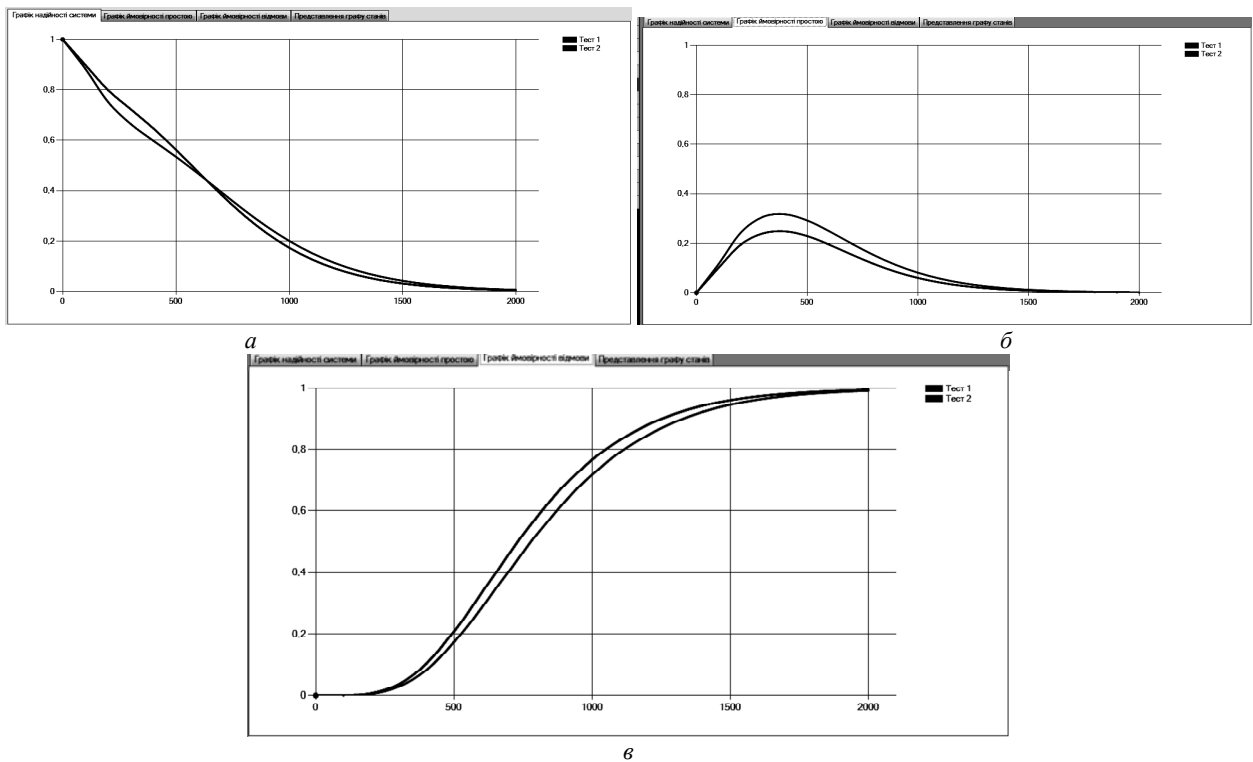 Графік надійності системи Графік ймовірності простою Графік ймовірності відмови Представлення графу станів
1
0,8
0,6
0,4
0,2
0
0 500 1000 1500 2000
Тест 1
Тест 2
а
Графік надійності системи Графік ймовірності простою Графік ймовірності відмови Представлення графу станів
1
0,8
0,6
0,4
0,2
0
0 500 1000 1500 2000
Тест 1
Тест 2
б
Графік надійності системи Графік ймовірності простою Графік ймовірності відмови Представлення графу станів
1
0,8
0,6
0,4
0,2
0
0 500 1000 1500 2000
Тест 1
Тест 2
в